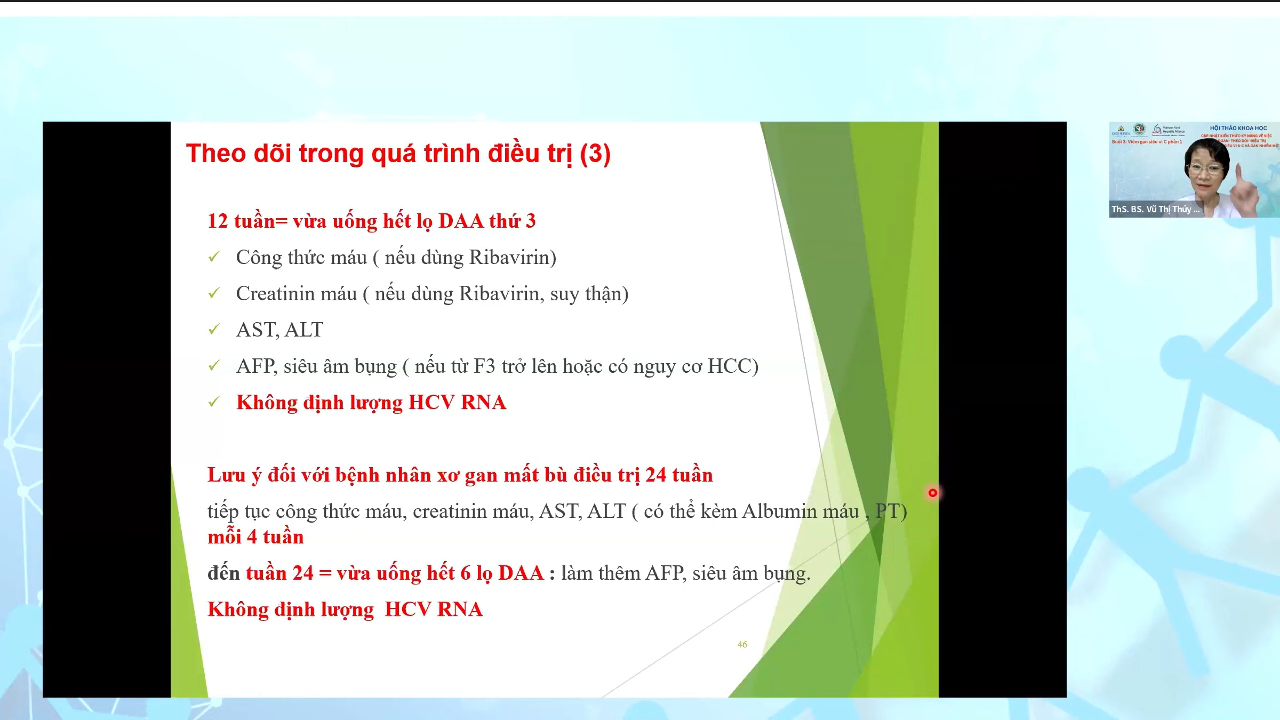 Theo dõi trong quá trình điều trị (3)
12 tuần= vừa uống hết lọ DAA thứ 3
✓ Công thức máu ( nếu dùng Ribavirin)
✓ Creatinin máu ( nếu dùng Ribavirin, suy thận)
✓ AST, ALT
✓ AFP, siêu âm bụng ( nếu từ F3 trở lên hoặc có nguy cơ HCC)
✓ Không định lượng HCV RNA
Lưu ý đối với bệnh nhân xơ gan mất bù điều trị 24 tuần
tiếp tục công thức máu, creatinin máu, AST, ALT ( có thể kèm Albumin máu , PT)
mỗi 4 tuần
đến tuần 24 = vừa uống hết 6 lọ DAA : làm thêm AFP, siêu âm bụng.
Không định lượng HCV RNA
46
HỘI THẢO KHOA HỌC
ThS. BS. Vũ Thị Thúy ...